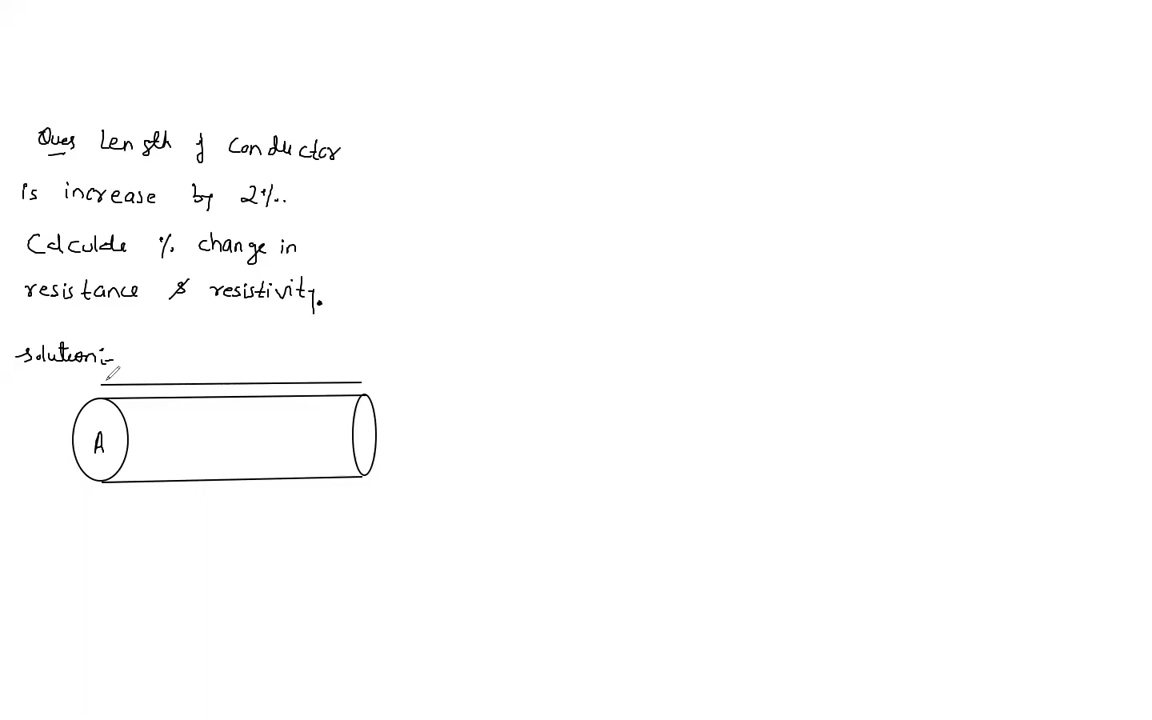 Ques Length of conductor
is increase by 2%.
Calculate % change in
resistance & resistivity.
Solution:-
A